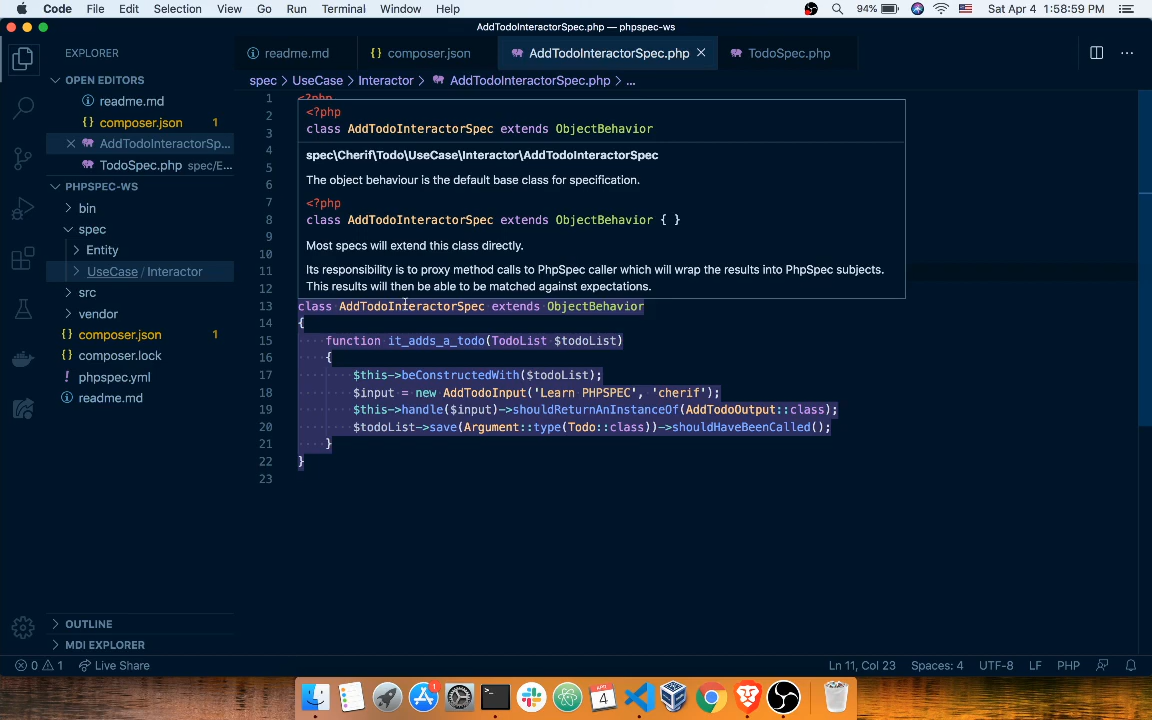 Code File Edit Selection View Go Run Terminal Window Help 94% Sat Apr 4 1:58:59 PM
AddTodoInteractorSpec.php — phpspec-ws
EXPLORER
OPEN EDITORS
readme.md
composer.json 1
AddTodoInteractorSp...
TodoSpec.php spec/E...
PHPSPEC-WS
bin
spec
Entity
UseCase / Interactor
src
vendor
composer.json 1
composer.lock
phpspec.yml
readme.md
OUTLINE
MDI EXPLORER
readme.md composer.json AddTodoInteractorSpec.php TodoSpec.php
spec > UseCase > Interactor > AddTodoInteractorSpec.php > ...
1 <?php
2
3
4
5
6
7
8
9
10
11
12
<?php
class AddTodoInteractorSpec extends ObjectBehavior
spec\Cherif\Todo\UseCase\Interactor\AddTodoInteractorSpec
The object behaviour is the default base class for specification.
<?php
class AddTodoInteractorSpec extends ObjectBehavior { }
Most specs will extend this class directly.
Its responsibility is to proxy method calls to PhpSpec caller which will wrap the results into PhpSpec subjects.
This results will then be able to be matched against expectations.
13 class AddTodoInteractorSpec extends ObjectBehavior
14 {
15 function it_adds_a_todo(TodoList $todoList)
16 {
17 $this->beConstructedWith($todoList);
18 $input = new AddTodoInput('Learn PHPSPEC', 'cherif');
19 $this->handle($input)->shouldReturnAnInstanceOf(AddTodoOutput::class);
20 $todoList->save(Argument::type(Todo::class))->shouldHaveBeenCalled();
21 }
22 }
23
0 1 Live Share Ln 11, Col 23 Spaces: 4 UTF-8 LF PHP